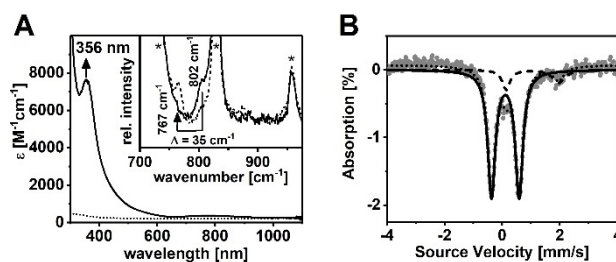 A
356 nm
8000
6000
4000
2000
0
ε [M⁻¹cm⁻¹]
400
600
800
1000
wavelength [nm]
rel. intensity
*
*
*
802 cm⁻¹
767 cm⁻¹
Λ = 35 cm⁻¹
700
800
900
wavenumber [cm⁻¹]
B
0
-1
-2
Absorption [%]
-4
-2
0
2
4
Source Velocity [mm/s]